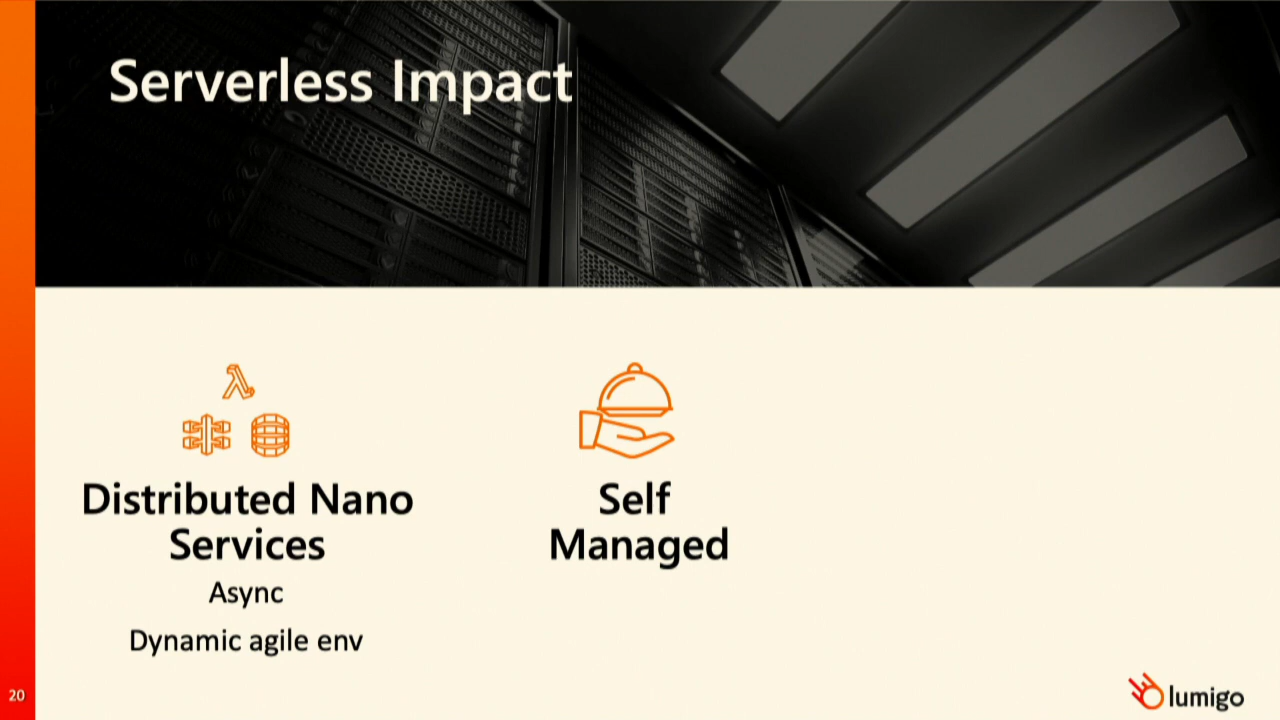 Serverless Impact
Distributed Nano
Services
Async
Dynamic agile env
Self
Managed
20
lumigo